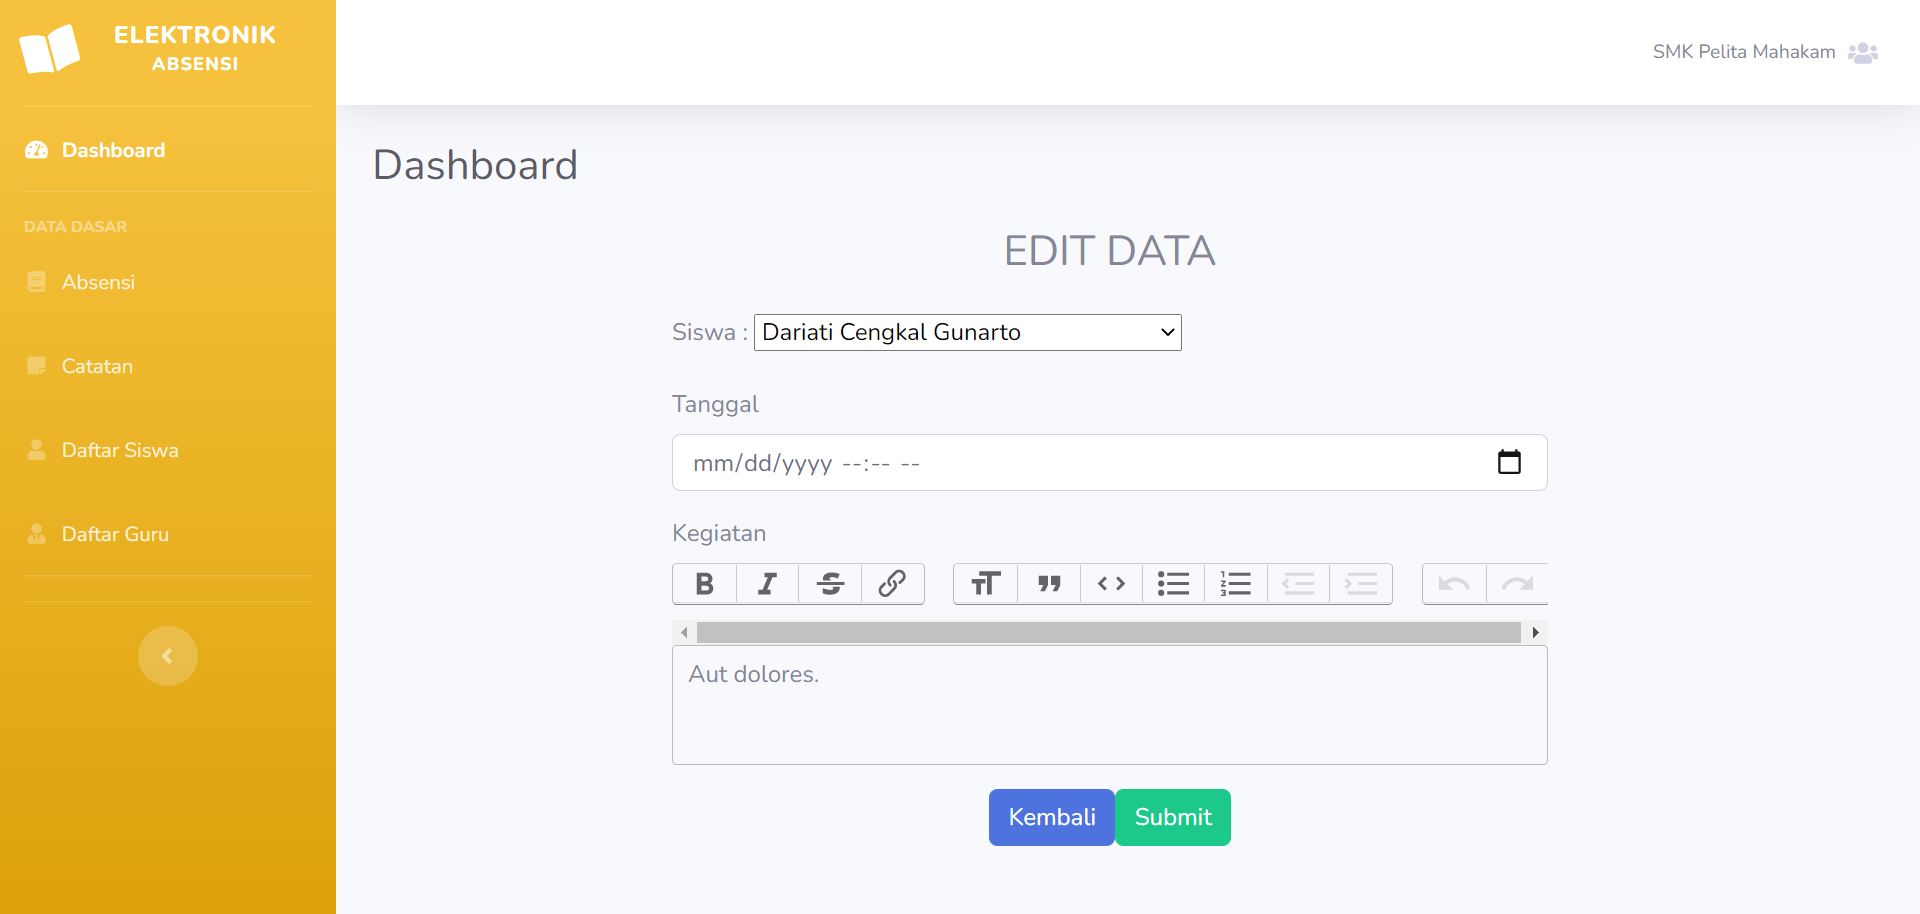 ELEKTRONIK
ABSENSI
SMK Pelita Mahakam
Dashboard
DATA DASAR
Absensi
Catatan
Daftar Siswa
Daftar Guru
Dashboard
EDIT DATA
Siswa : Dariati Cengkal Gunarto
Tanggal
mm/dd/yyyy --:-- --
Kegiatan
Aut dolores.
Kembali Submit